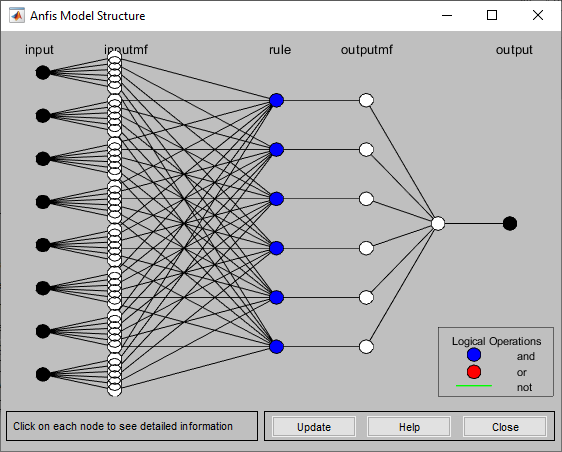 Anfis Model Structure
input inputmf rule outputmf output
Logical Operations
and
or
not
Click on each node to see detailed information
Update Help Close